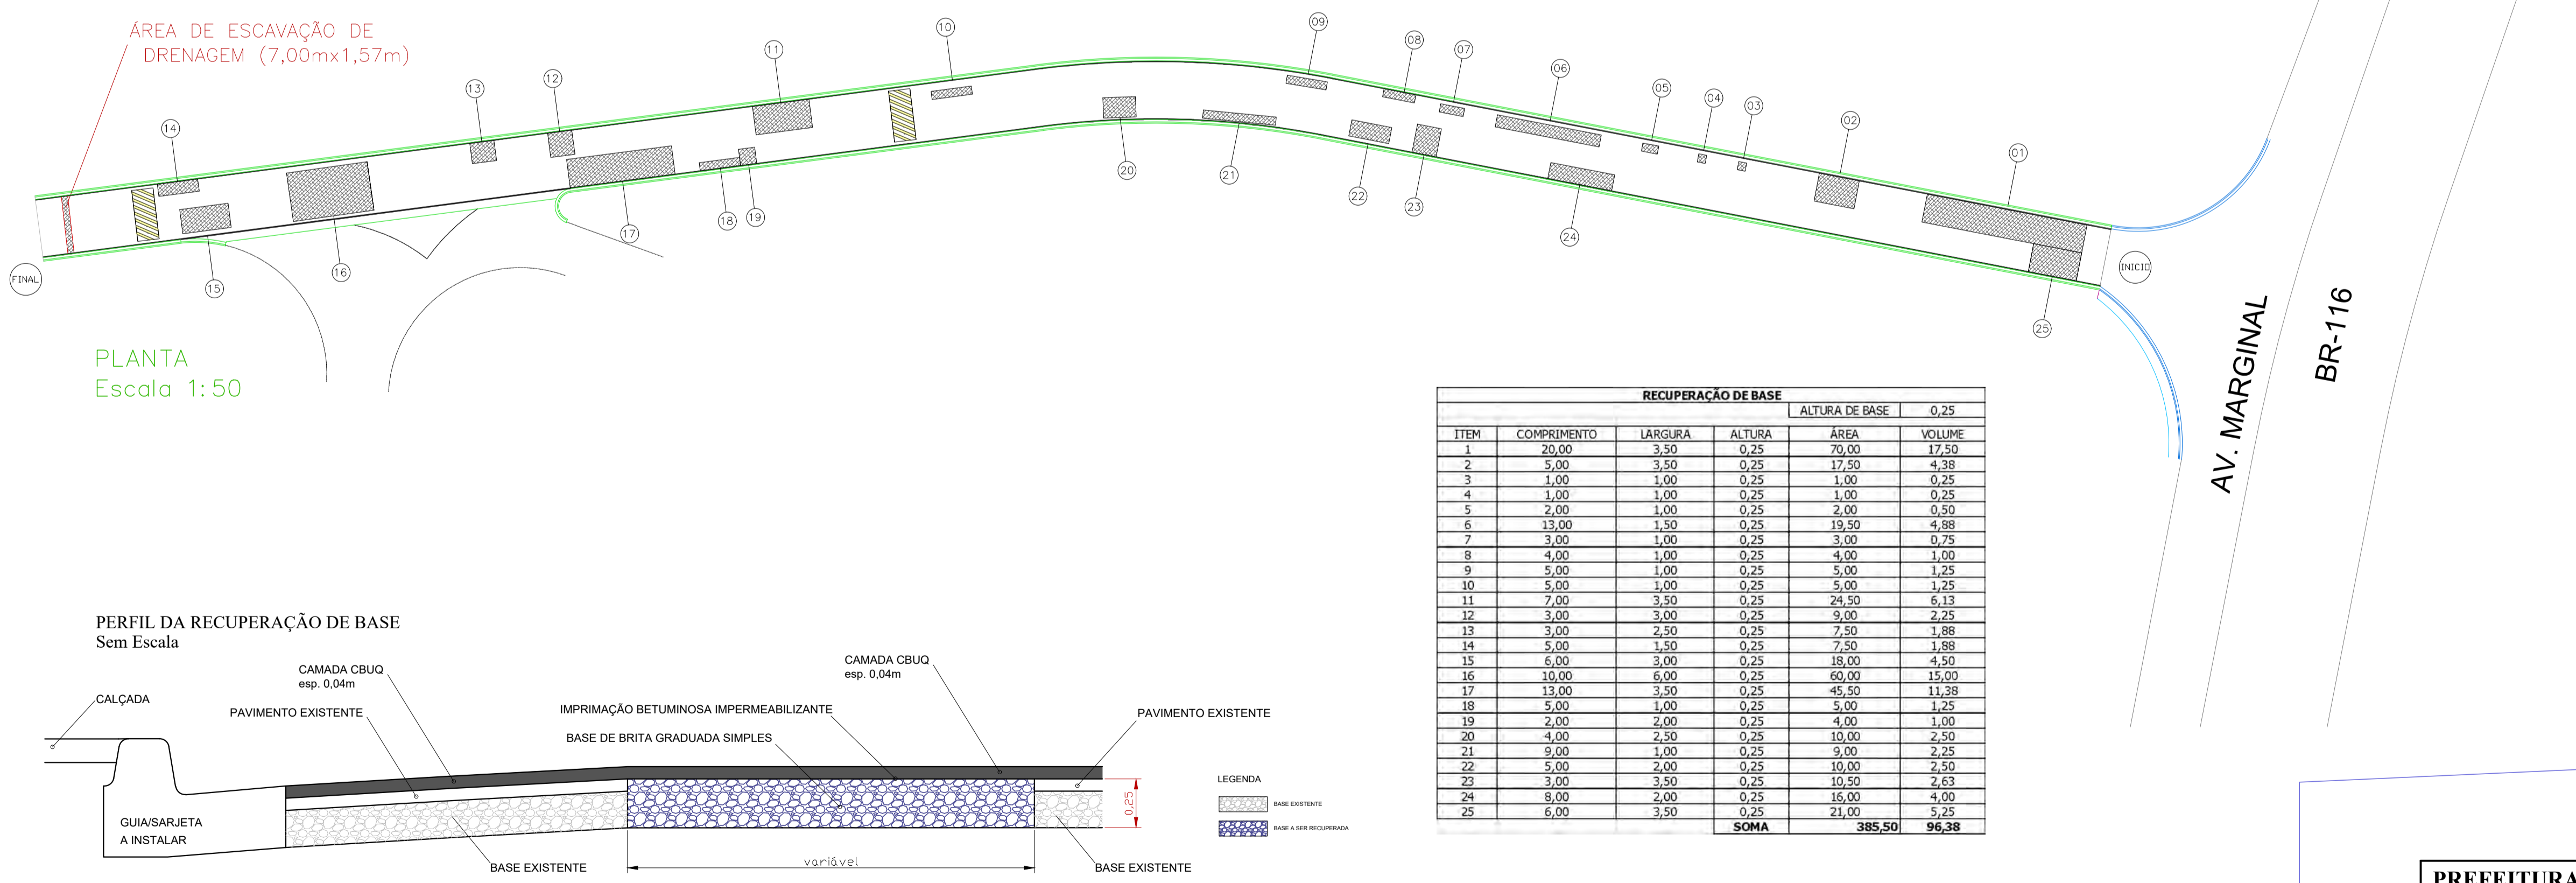 ÁREA DE ESCAVAÇÃO DE
DRENAGEM (7,00mx1,57m)
14
13
12
11
10
09
08
07
06
05
04
03
02
01
FINAL
15
16
17
18
19
20
21
22
23
24
25
INICIO
AV. MARGINAL
BR-116
PLANTA
Escala 1:50
RECUPERAÇÃO DE BASE
ALTURA DE BASE 0,25
ITEM COMPRIMENTO LARGURA ALTURA ÁREA VOLUME
1 20,00 3,50 0,25 70,00 17,50
2 5,00 3,50 0,25 17,50 4,38
3 1,00 1,00 0,25 1,00 0,25
4 1,00 1,00 0,25 1,00 0,25
5 2,00 1,00 0,25 2,00 0,50
6 13,00 1,50 0,25 19,50 4,88
7 3,00 1,00 0,25 3,00 0,75
8 4,00 1,00 0,25 4,00 1,00
9 5,00 1,00 0,25 5,00 1,25
10 5,00 1,00 0,25 5,00 1,25
11 7,00 3,50 0,25 24,50 6,13
12 3,00 3,00 0,25 9,00 2,25
13 3,00 2,50 0,25 7,50 1,88
14 5,00 1,50 0,25 7,50 1,88
15 6,00 3,00 0,25 18,00 4,50
16 10,00 6,00 0,25 60,00 15,00
17 13,00 3,50 0,25 45,50 11,38
18 5,00 1,00 0,25 5,00 1,25
19 2,00 2,00 0,25 4,00 1,00
20 4,00 2,50 0,25 10,00 2,50
21 9,00 1,00 0,25 9,00 2,25
22 5,00 2,00 0,25 10,00 2,50
23 3,00 3,50 0,25 10,50 2,63
24 8,00 2,00 0,25 16,00 4,00
25 6,00 3,50 0,25 21,00 5,25
SOMA 385,50 96,38
PERFIL DA RECUPERAÇÃO DE BASE
Sem Escala
CALÇADA
CAMADA CBUQ
esp. 0,04m
PAVIMENTO EXISTENTE
IMPRIMAÇÃO BETUMINOSA IMPERMEABILIZANTE
BASE DE BRITA GRADUADA SIMPLES
CAMADA CBUQ
esp. 0,04m
PAVIMENTO EXISTENTE
0,25
GUIA/SARJETA
A INSTALAR
BASE EXISTENTE
variável
BASE EXISTENTE
LEGENDA
BASE EXISTENTE
BASE A SER RECUPERADA
PREFEITURA